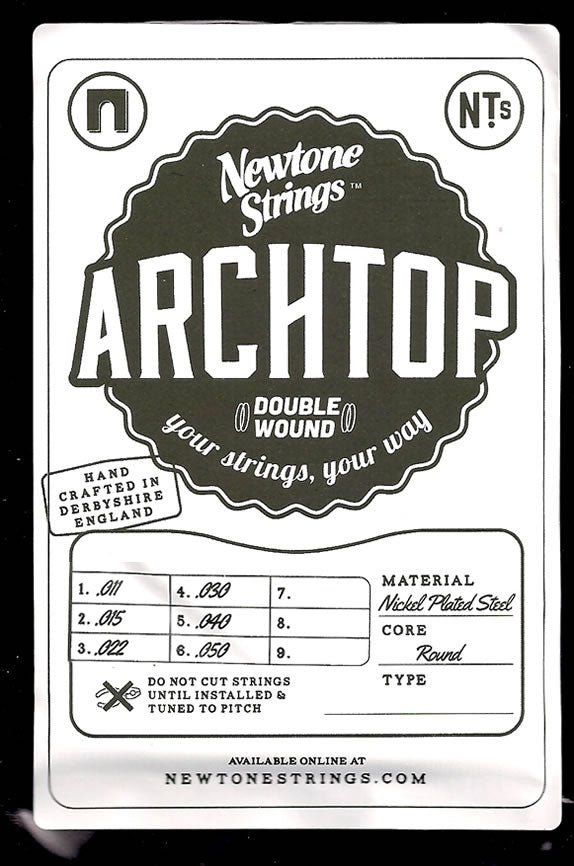 n
NTs
Newtone
Strings™
ARCHTOP
DOUBLE
WOUND
your strings, your way
HAND
CRAFTED IN
DERBYSHIRE
ENGLAND
1. .011 4. .030 7.
2. .015 5. .040 8.
3. .022 6. .050 9.
MATERIAL
Nickel Plated Steel
CORE
Round
TYPE
DO NOT CUT STRINGS
UNTIL INSTALLED &
TUNED TO PITCH
AVAILABLE ONLINE AT
NEWTONESTRINGS.COM